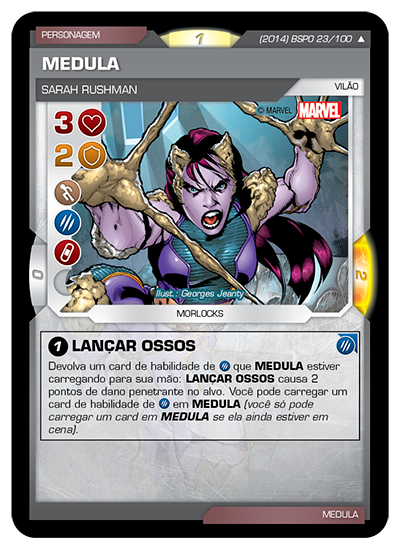 PERSONAGEM
1
(2014) BSPO 23/100 ▲
MEDULA
SARAH RUSHMAN
VILÃO
© MARVEL
MARVEL
3
2
0
2
Ilust.: Georges Jeanty
MORLOCKS
1 LANÇAR OSSOS
Devolva um card de habilidade de que MEDULA estiver
carregando para sua mão: LANÇAR OSSOS causa 2
pontos de dano penetrante no alvo. Você pode carregar um
card de habilidade de em MEDULA (você só pode
carregar um card em MEDULA se ela ainda estiver em
cena).
MEDULA